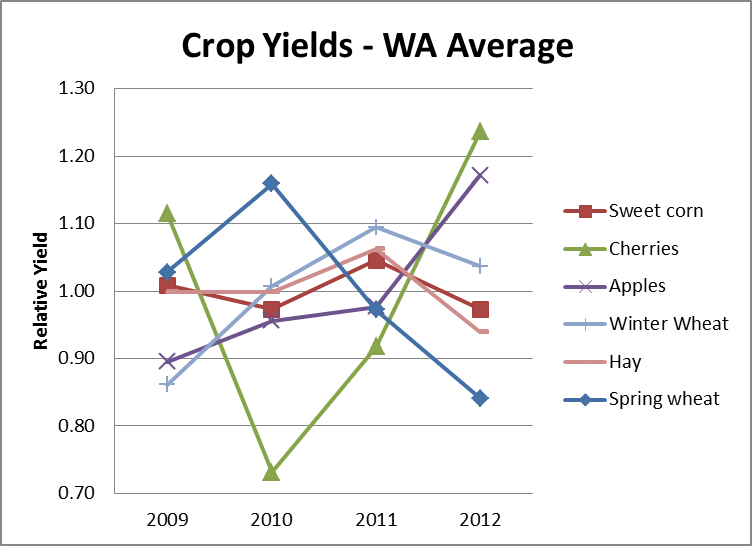 Crop Yields - WA Average
Relative Yield
1.30
1.20
1.10
1.00
0.90
0.80
0.70
2009 2010 2011 2012
Sweet corn
Cherries
Apples
Winter Wheat
Hay
Spring wheat